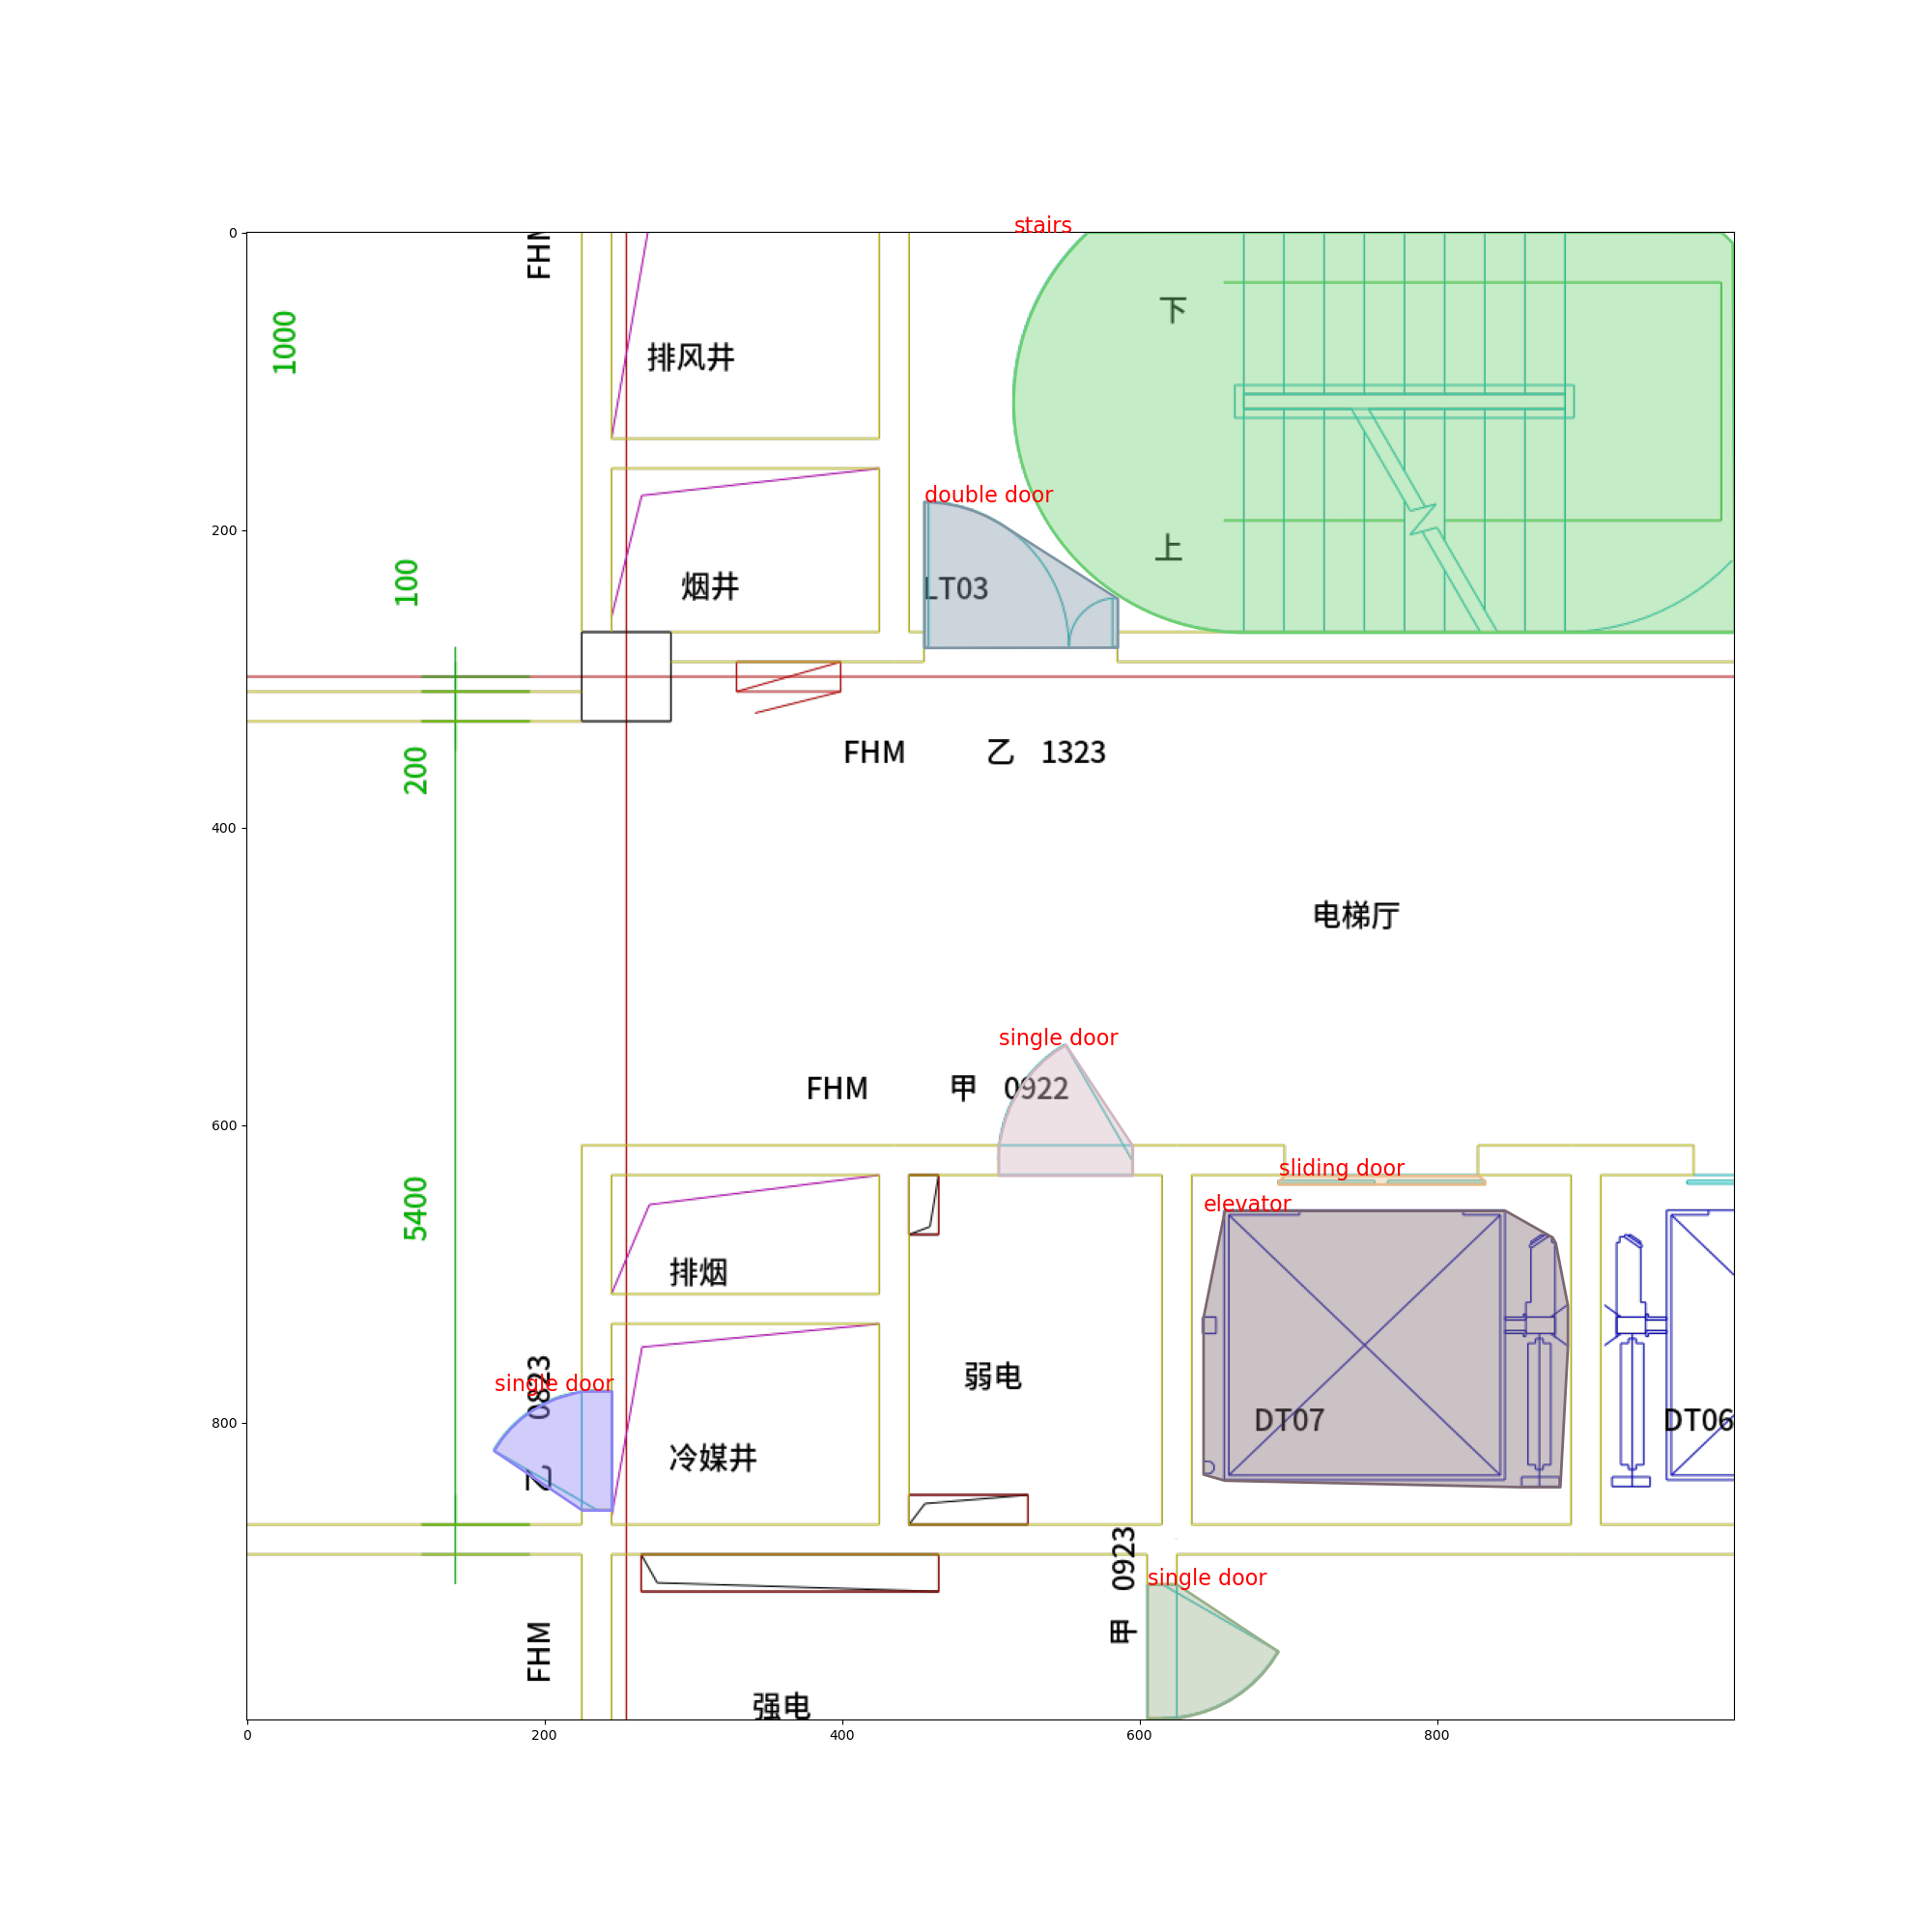 stairs
0
FHM
下
1000
排风井
double door
200
上
100
烟井
LT03
FHM 乙 1323
200
400
电梯厅
single door
FHM 甲 0922
600
sliding door
elevator
5400
排烟
0823
弱电
single door
800
DT07
DT06
冷媒井
乙
0923
single door
甲
FHM
强电
0
200
400
600
800